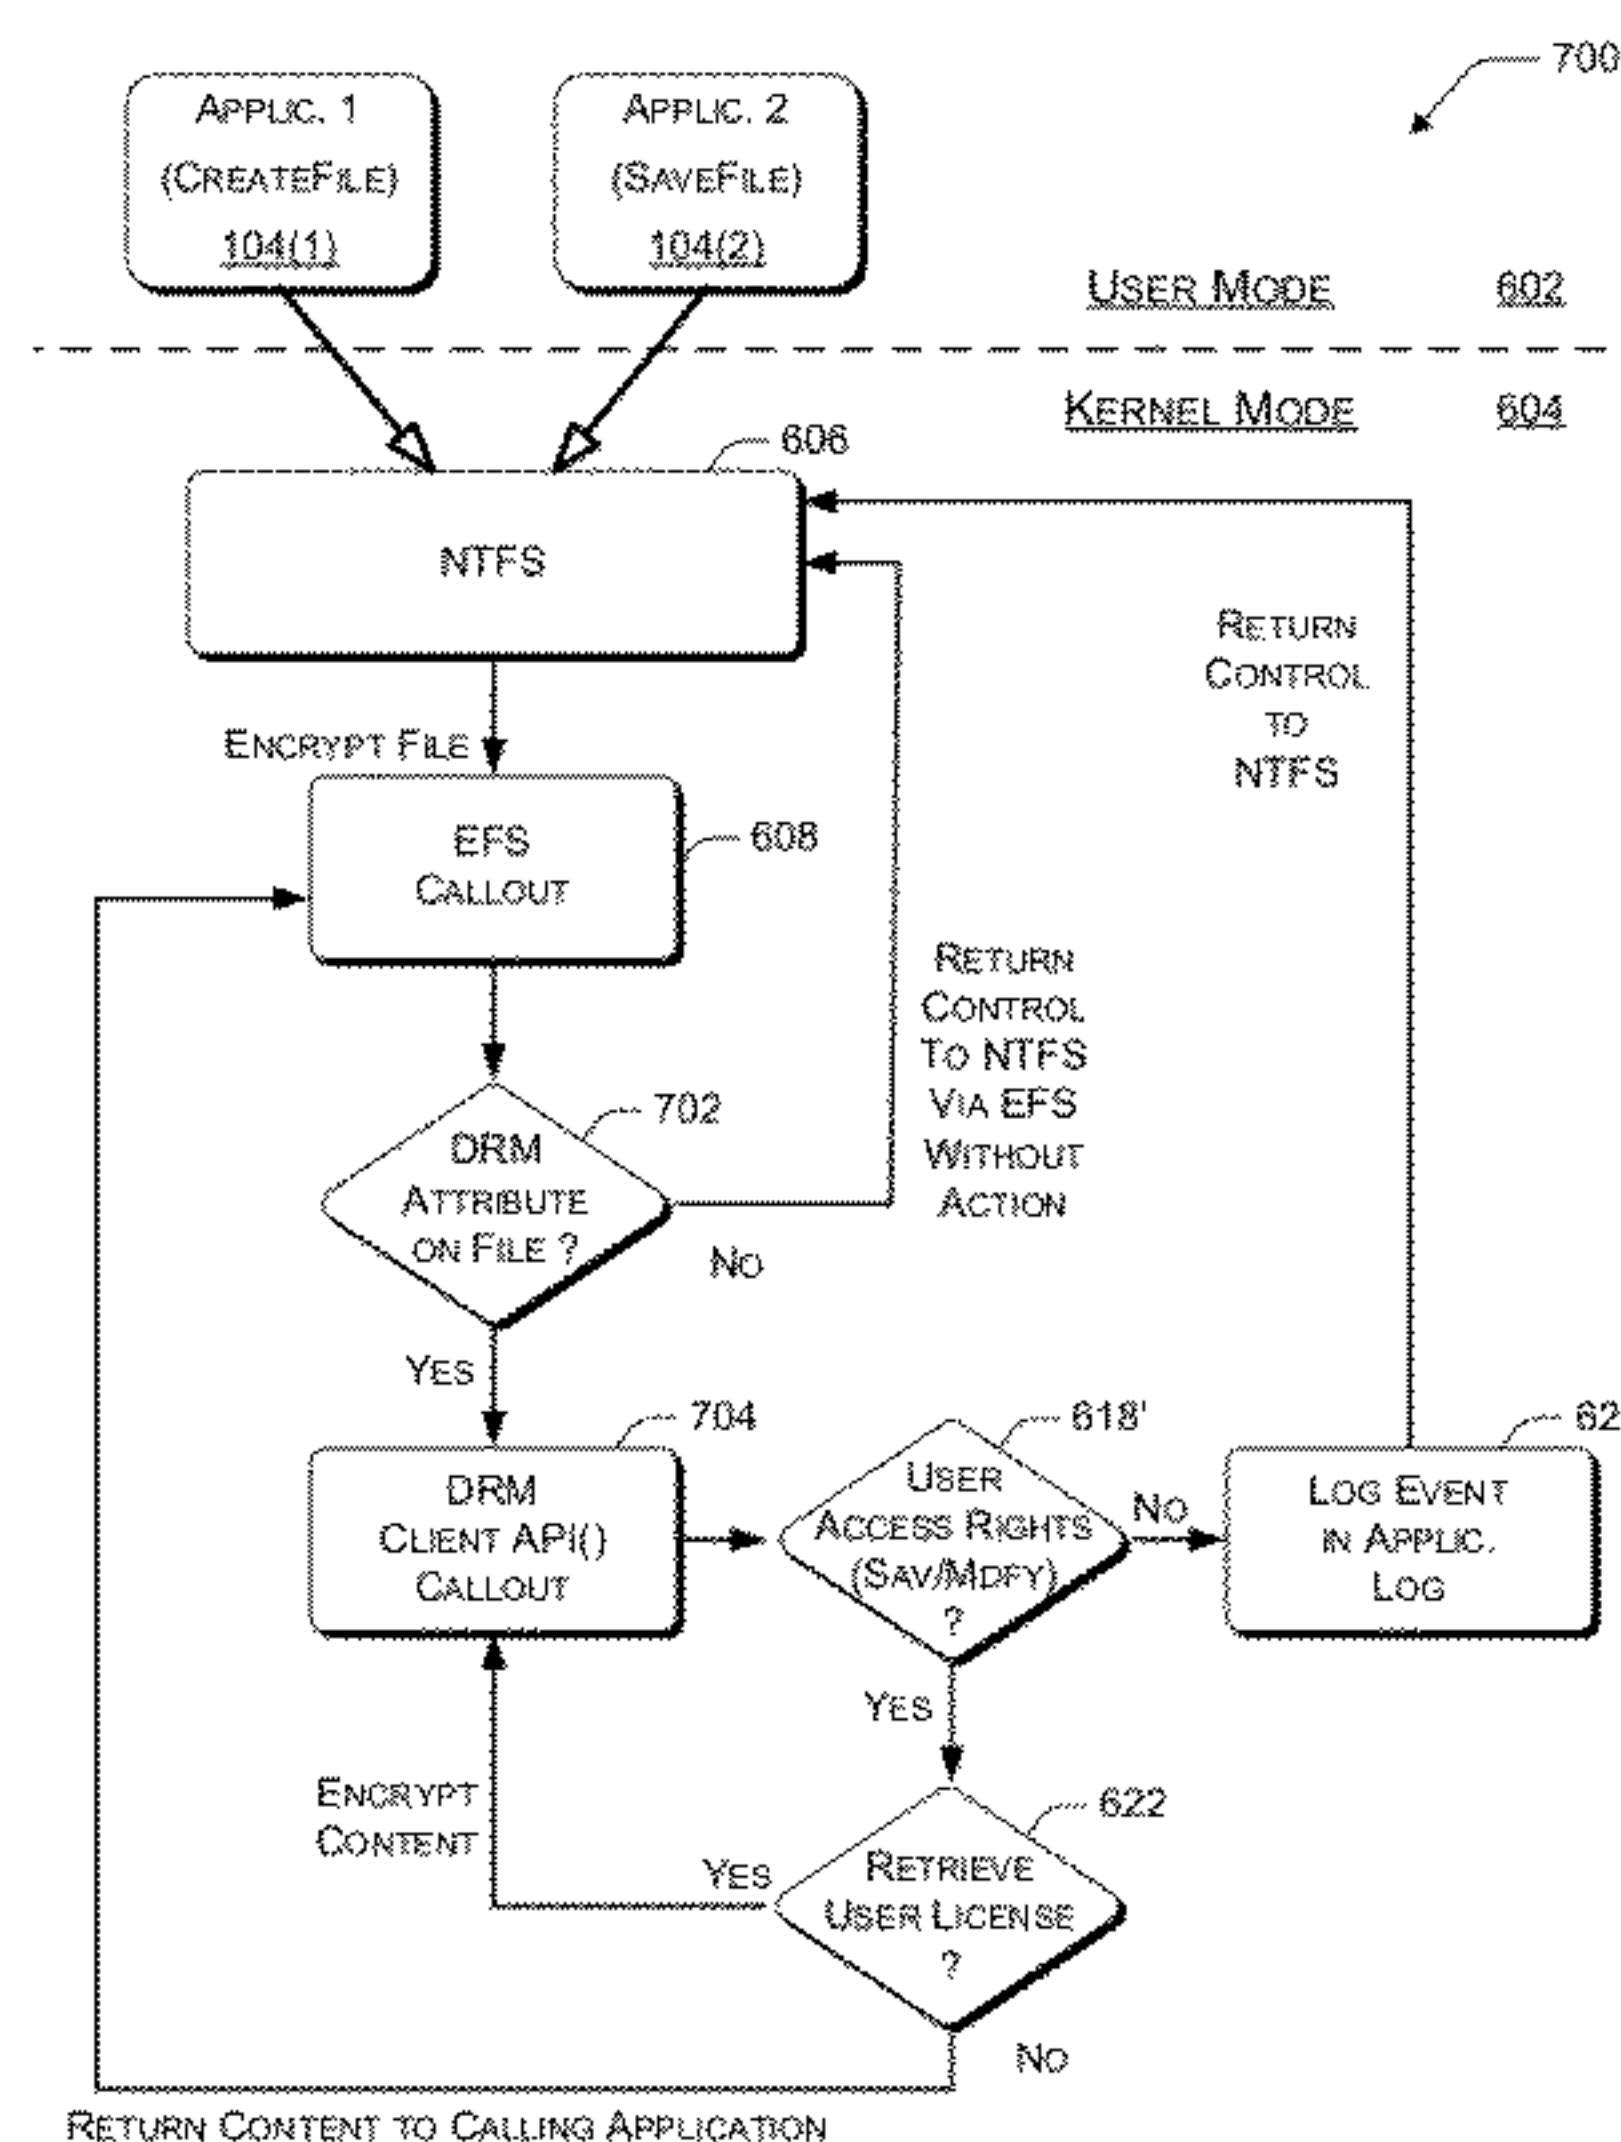 700
APPLIC. 1
(CREATEFILE)
104(1)
APPLIC. 2
(SAVEFILE)
104(2)
USER MODE 602
KERNEL MODE 604
606
NTFS
RETURN
CONTROL
TO
NTFS
ENCRYPT FILE
EFS
CALLOUT
608
RETURN
CONTROL
TO NTFS
VIA EFS
WITHOUT
ACTION
702
DRM
ATTRIBUTE
ON FILE ?
NO
YES
704
DRM
CLIENT API()
CALLOUT
618'
USER
ACCESS RIGHTS
(SAV/MDFY)
?
NO
62
LOG EVENT
IN APPLIC.
LOG
YES
ENCRYPT
CONTENT
YES
622
RETRIEVE
USER LICENSE
?
NO
RETURN CONTENT TO CALLING APPLICATION